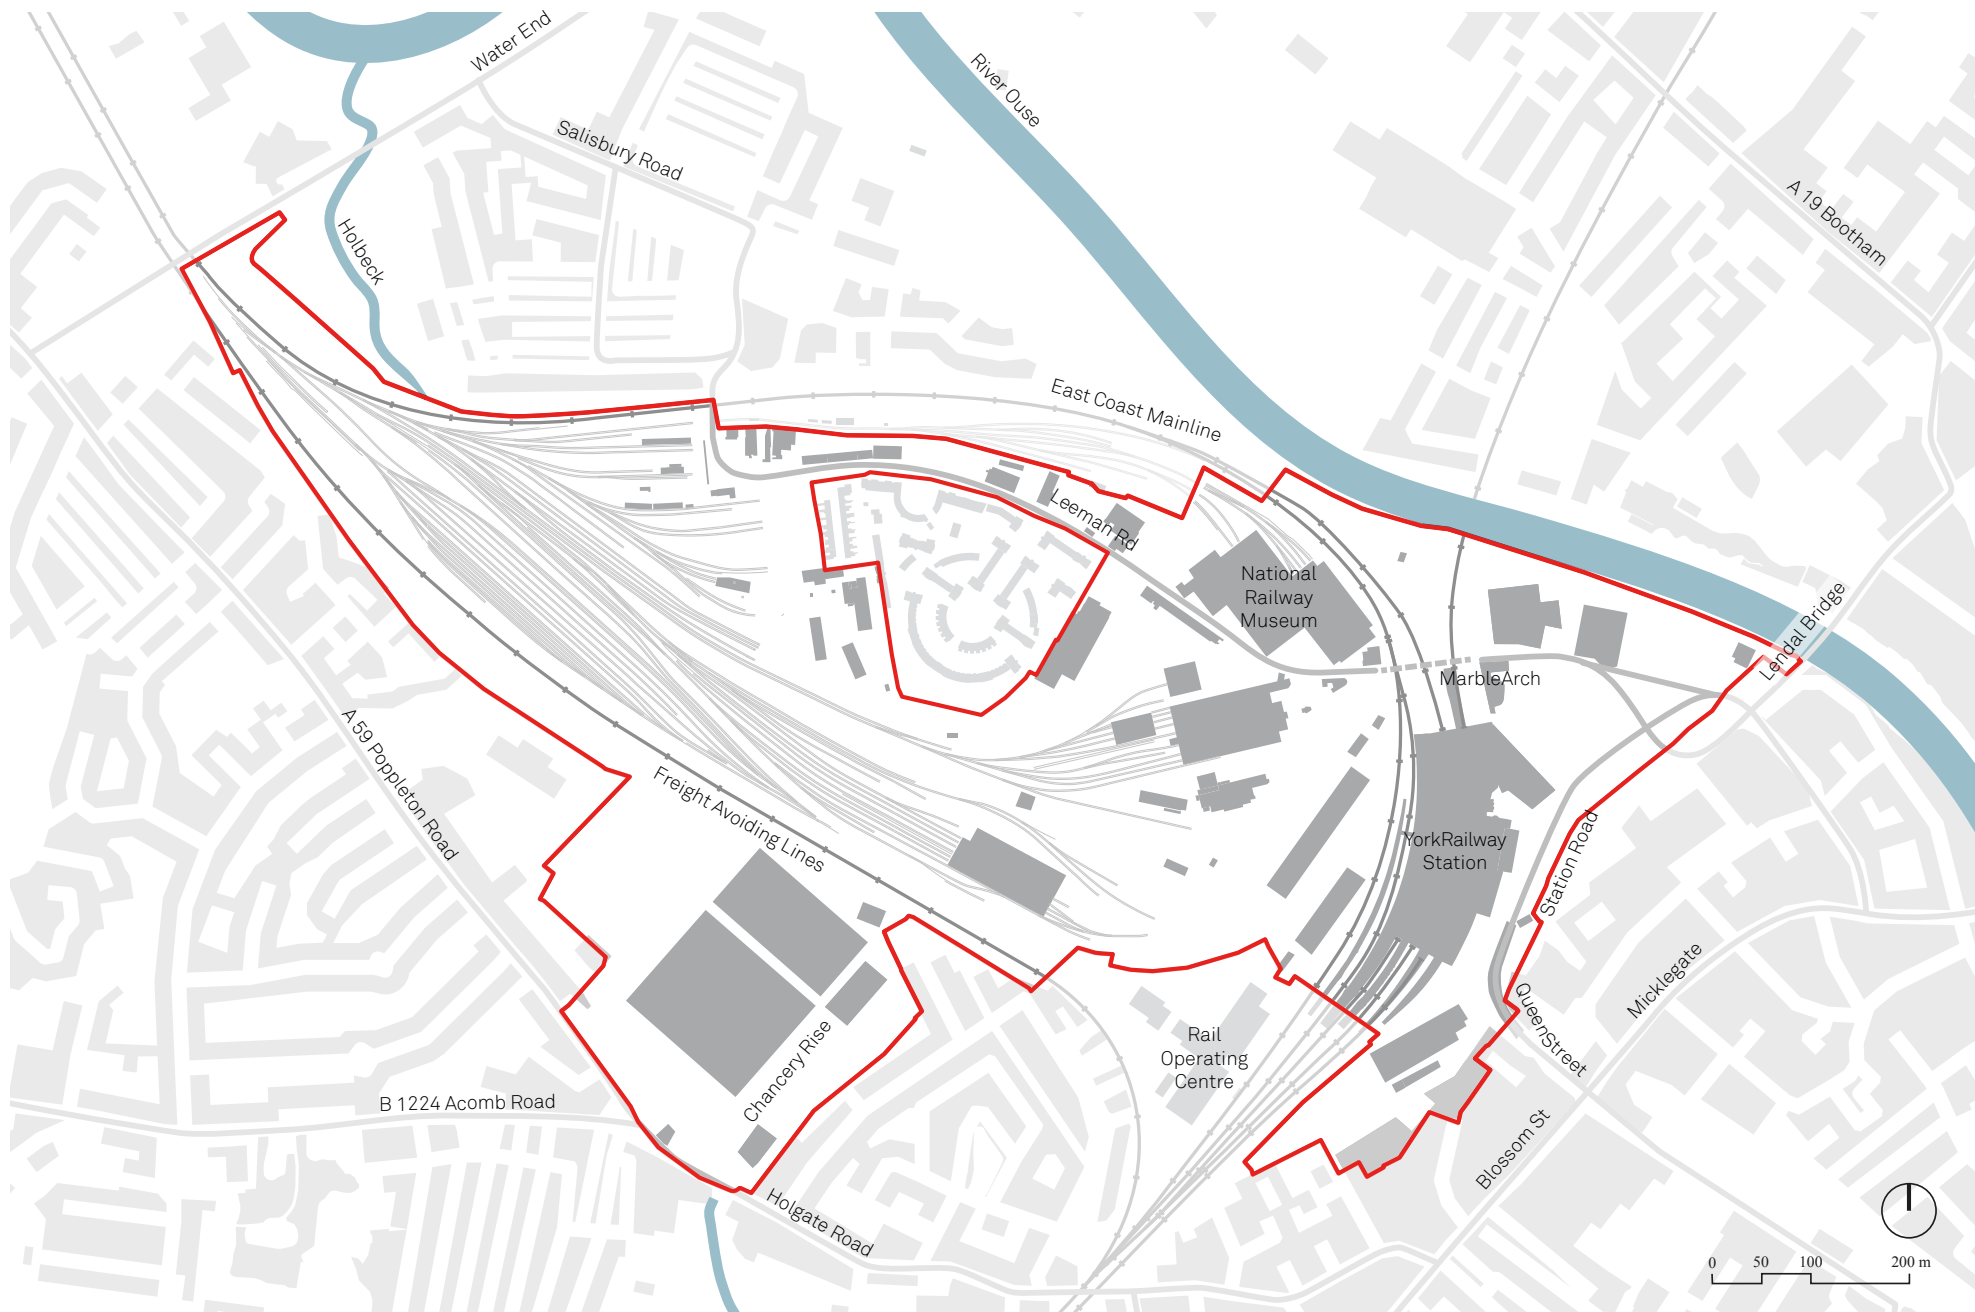 Water End
River Ouse
Salisbury Road
A 19 Bootham
Holbeck
East Coast Mainline
Leeman Rd
National
Railway
Museum
Lendal Bridge
MarbleArch
A 59 Poppleton Road
Freight Avoiding Lines
YorkRailway
Station
Station Road
Micklegate
QueenStreet
Rail
Operating
Centre
Chancery Rise
B 1224 Acomb Road
Blossom St
Holgate Road
0 50 100 200 m